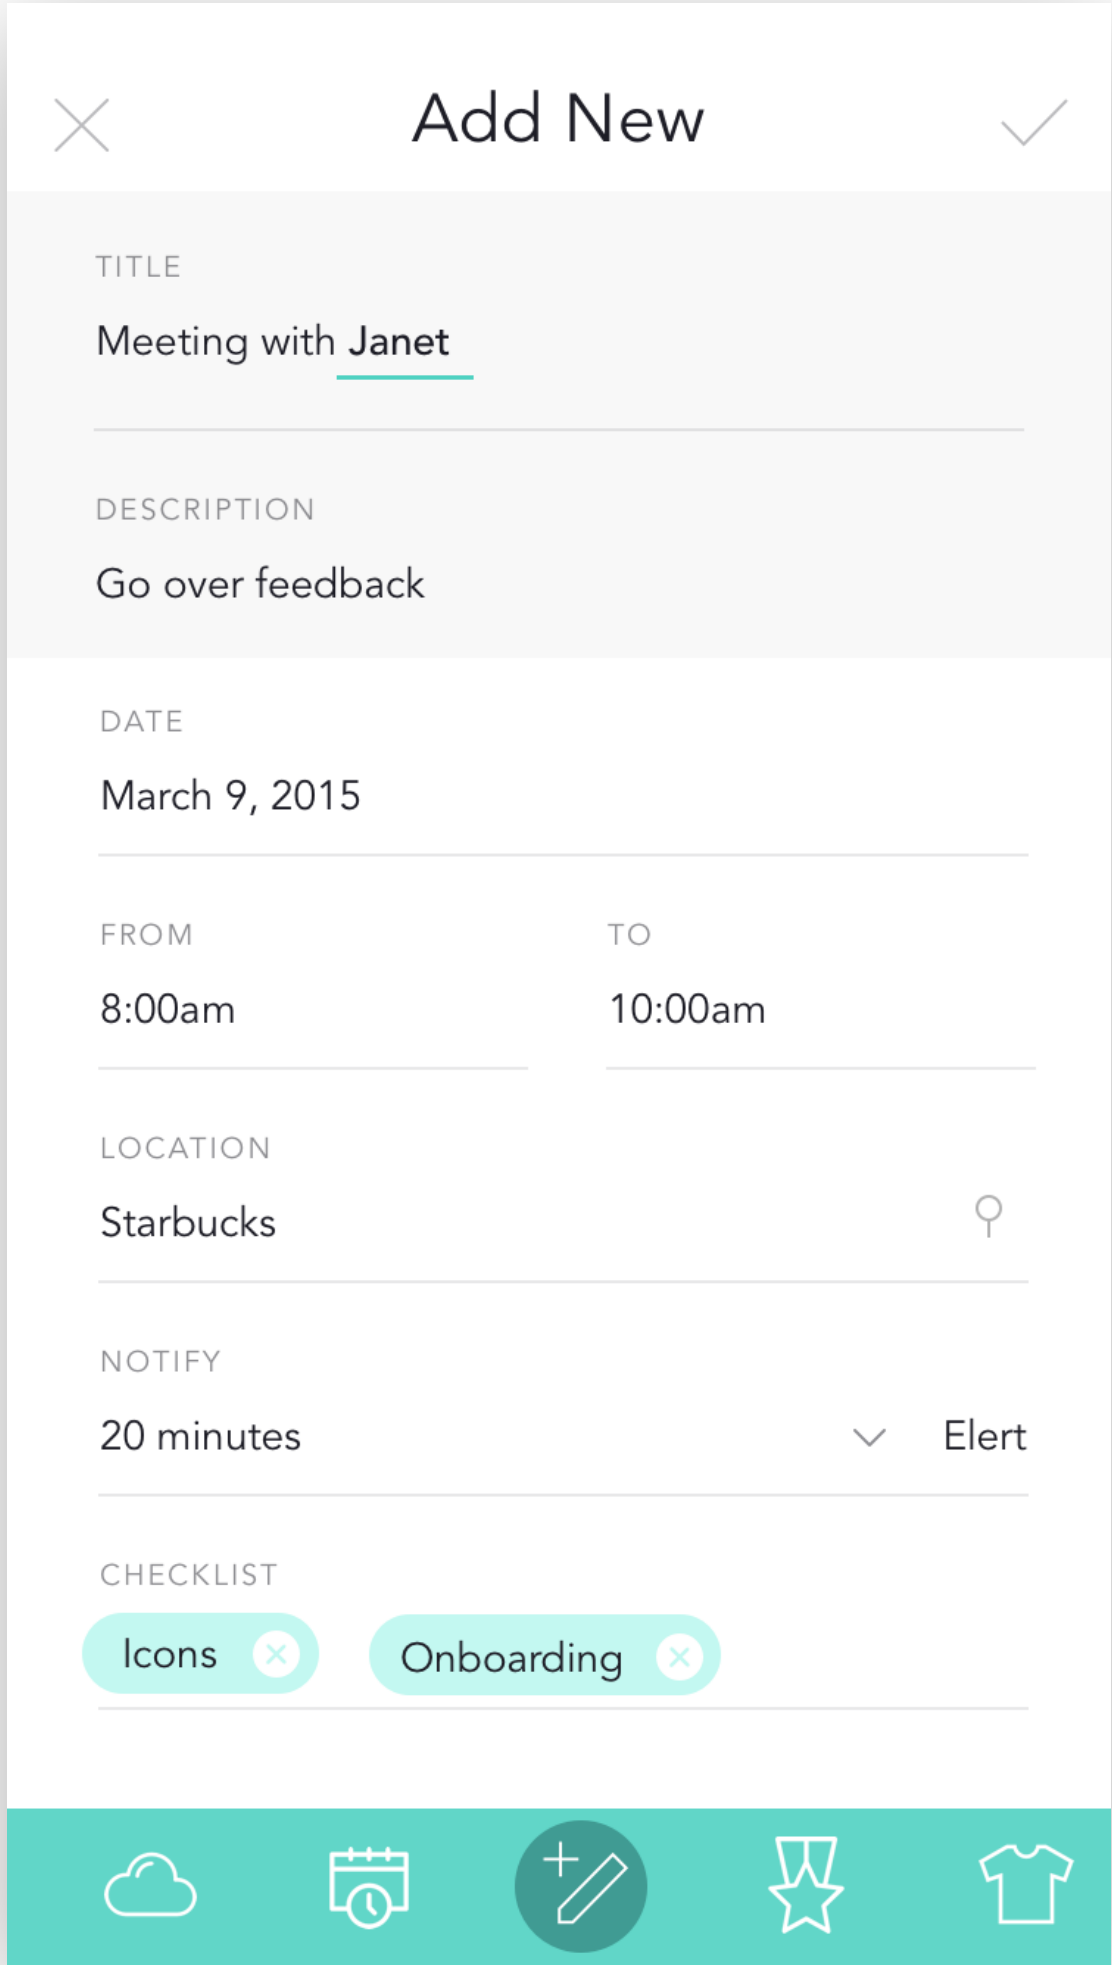 Add New
TITLE
Meeting with Janet
DESCRIPTION
Go over feedback
DATE
March 9, 2015
FROM TO
8:00am 10:00am
LOCATION
Starbucks
NOTIFY
20 minutes Elert
CHECKLIST
Icons Onboarding